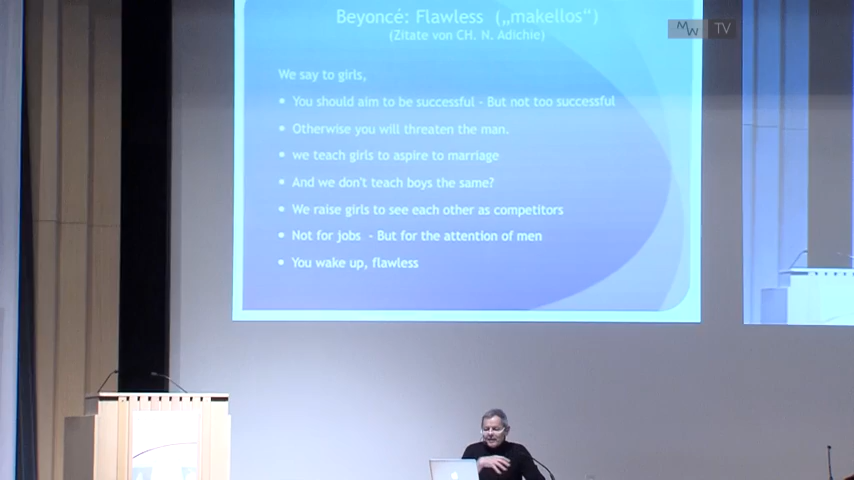 Beyoncé: Flawless („makellos“)
(Zitate von CH. N. Adichie)
MW TV
We say to girls,
• You should aim to be successful - But not too successful
• Otherwise you will threaten the man.
• we teach girls to aspire to marriage
• And we don't teach boys the same?
• We raise girls to see each other as competitors
• Not for jobs - But for the attention of men
• You wake up, flawless